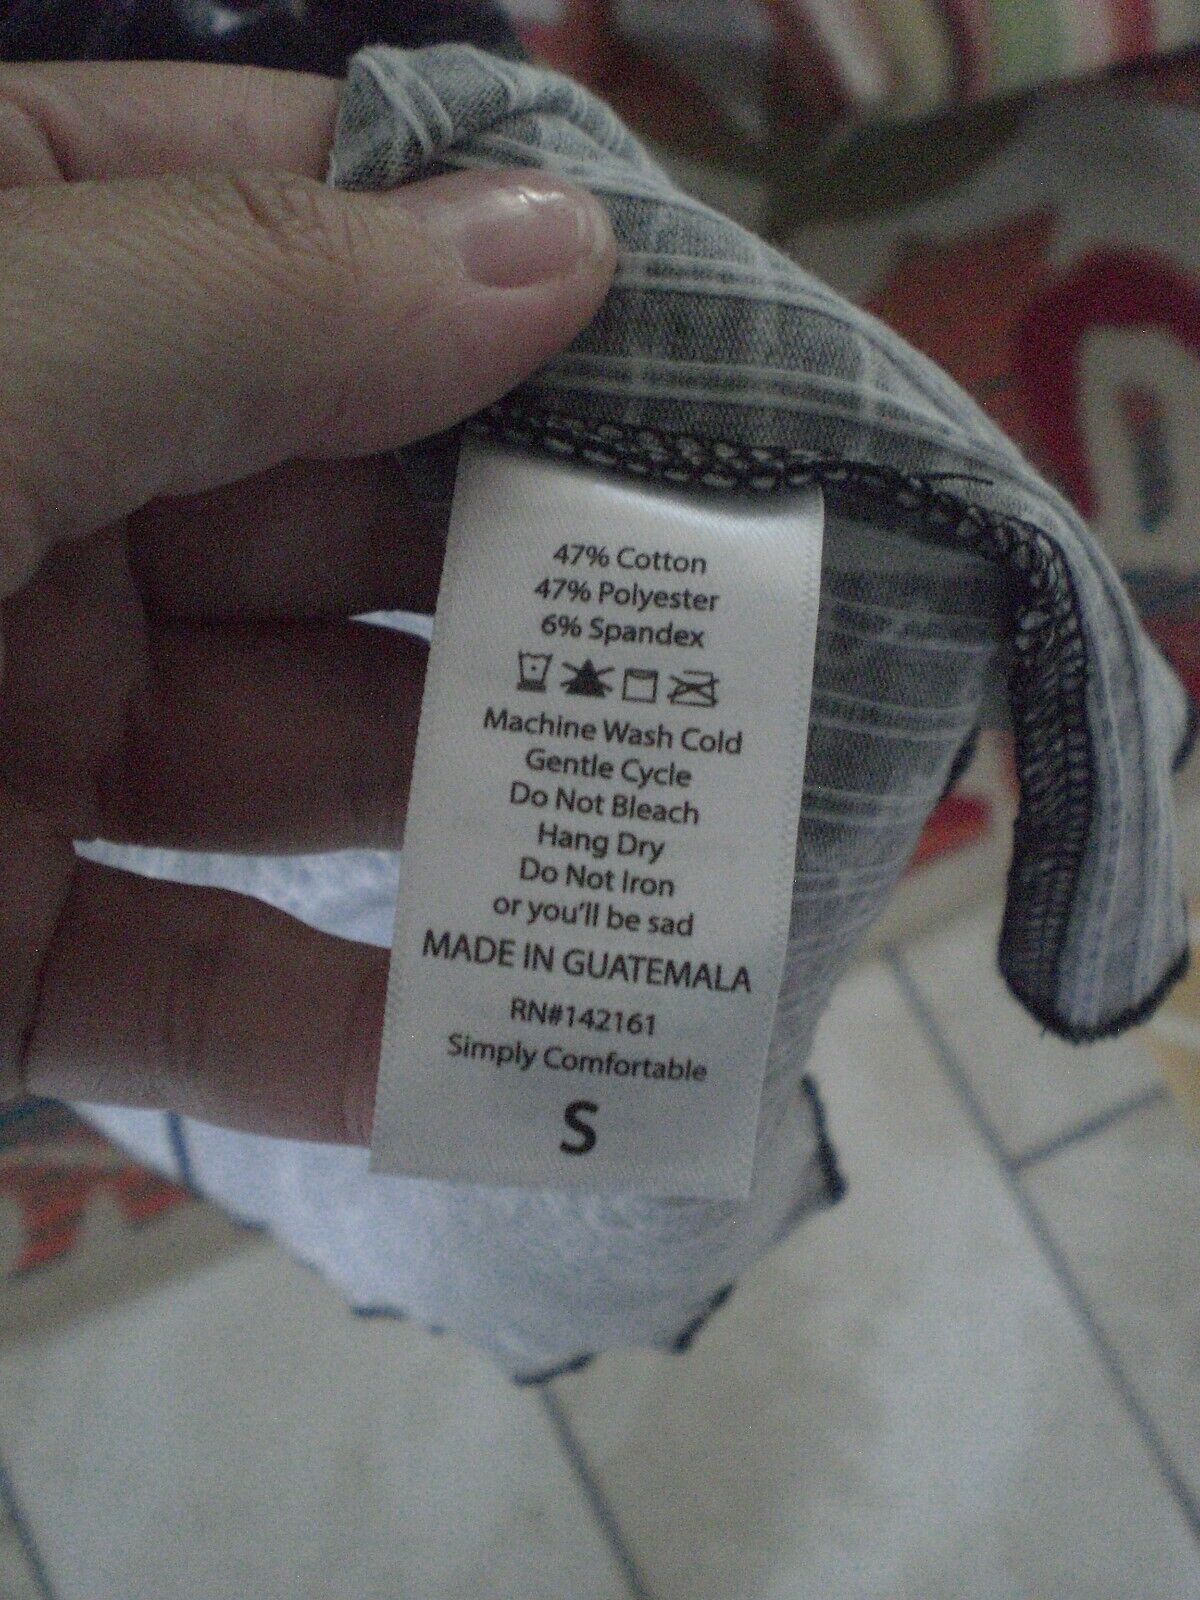 47% Cotton
47% Polyester
6% Spandex
Machine Wash Cold
Gentle Cycle
Do Not Bleach
Hang Dry
Do Not Iron
or you'll be sad
MADE IN GUATEMALA
RN#142161
Simply Comfortable
S